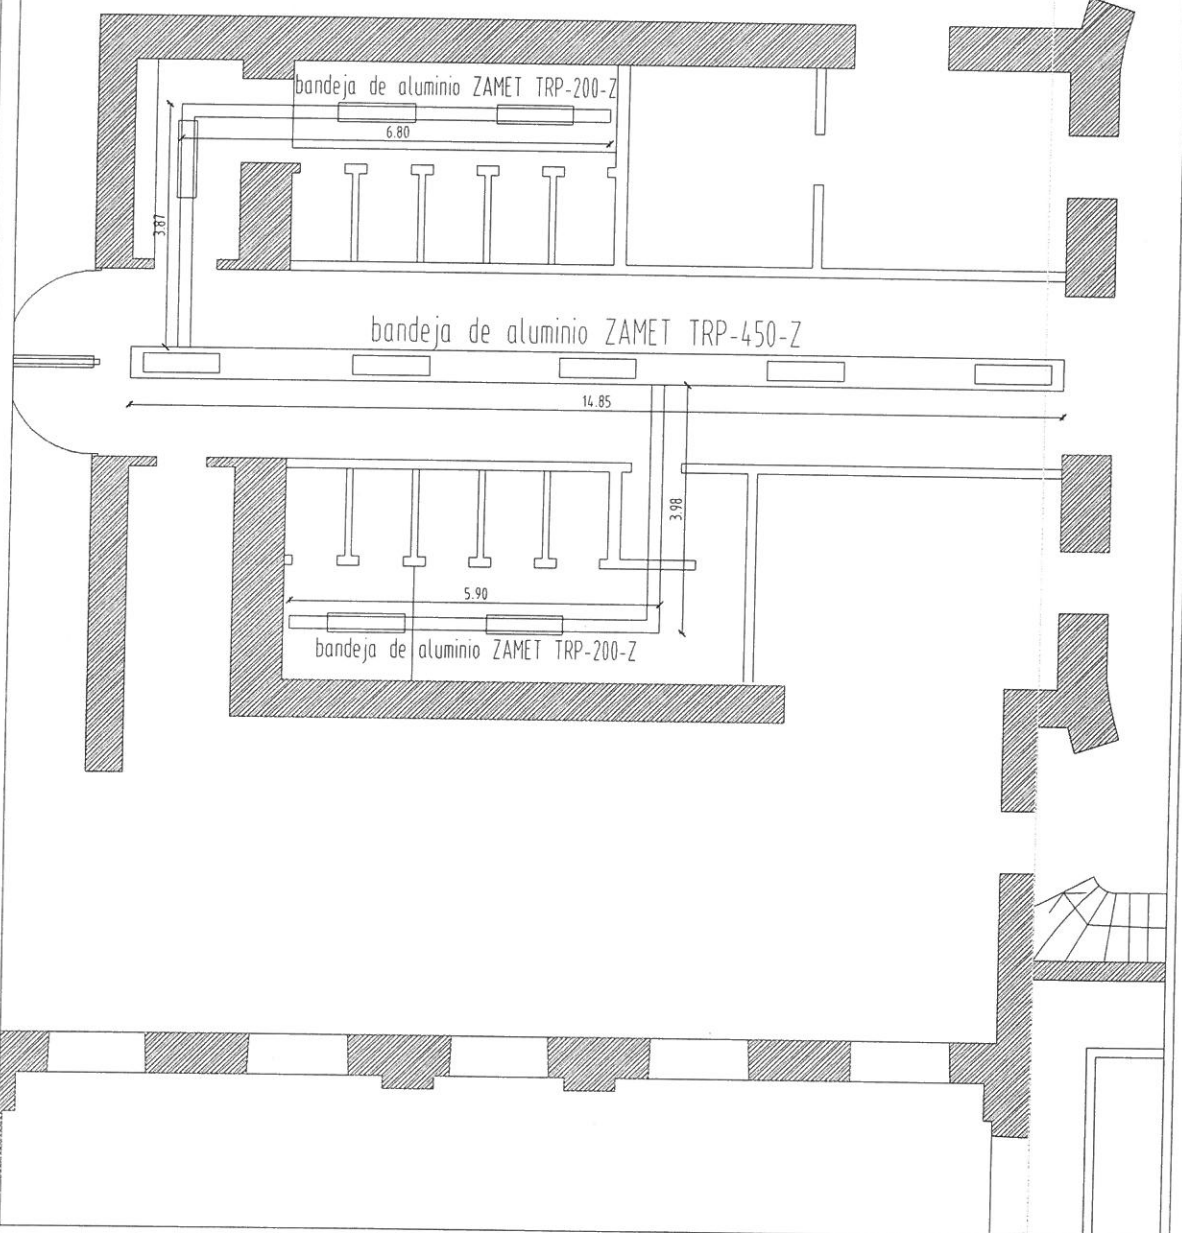 bandeja de aluminio ZAMET TRP-200-Z
6.80
3.87
bandeja de aluminio ZAMET TRP-450-Z
14.85
3.98
5.90
bandeja de aluminio ZAMET TRP-200-Z